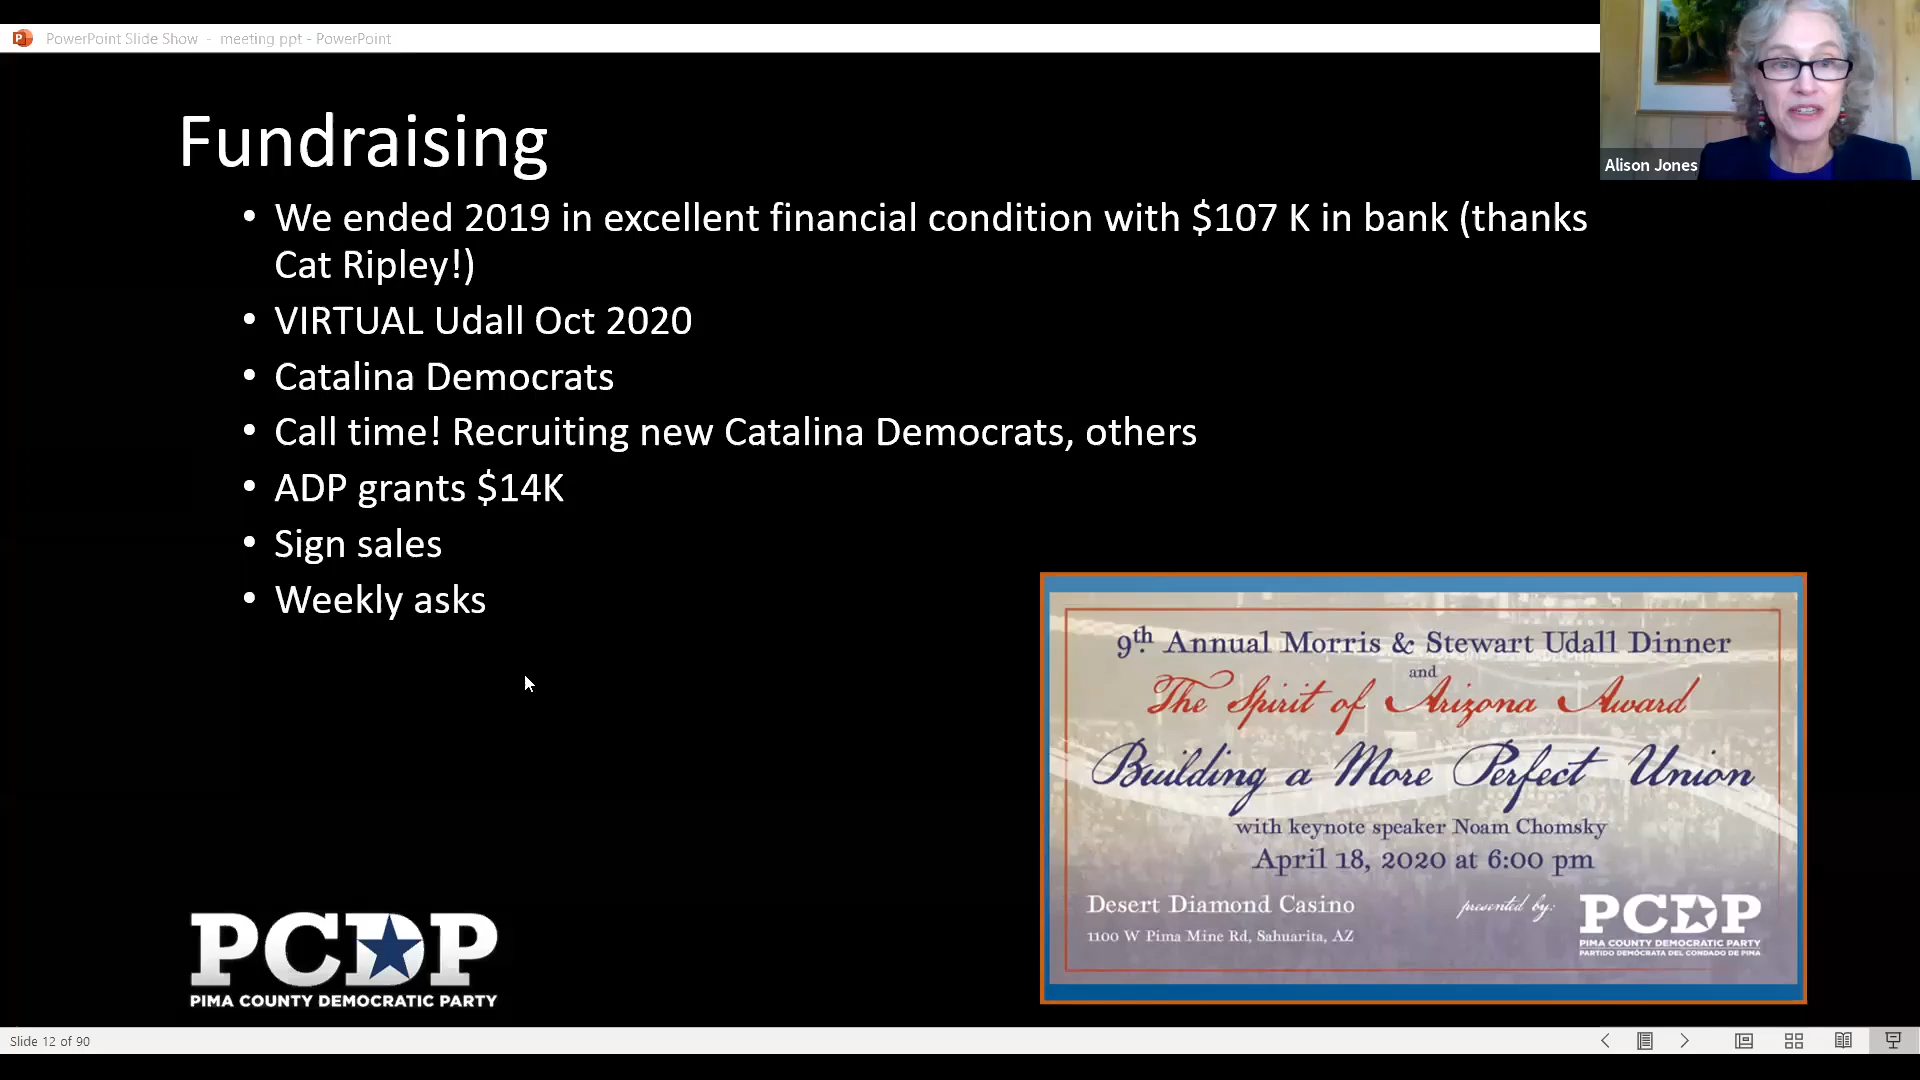 PowerPoint Slide Show - meeting ppt - PowerPoint
Alison Jones
Fundraising
• We ended 2019 in excellent financial condition with $107 K in bank (thanks
Cat Ripley!)
• VIRTUAL Udall Oct 2020
• Catalina Democrats
• Call time! Recruiting new Catalina Democrats, others
• ADP grants $14K
• Sign sales
• Weekly asks
9th Annual Morris & Stewart Udall Dinner
and
The Spirit of Arizona Award
Building a More Perfect Union
with keynote speaker Noam Chomsky
April 18, 2020 at 6:00 pm
Desert Diamond Casino
1100 W Pima Mine Rd, Sahuarita, AZ
presented by:
PCDP
PIMA COUNTY DEMOCRATIC PARTY
PARTIDO DEMÓCRATA DEL CONDADO DE PIMA
PCDP
PIMA COUNTY DEMOCRATIC PARTY
Slide 12 of 90